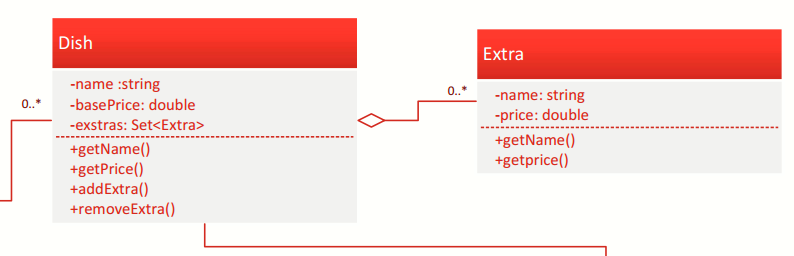 Dish
-name :string
-basePrice: double
-exstras: Set<Extra>
+getName()
+getPrice()
+addExtra()
+removeExtra()
0..*
0..*
Extra
-name: string
-price: double
+getName()
+getprice()